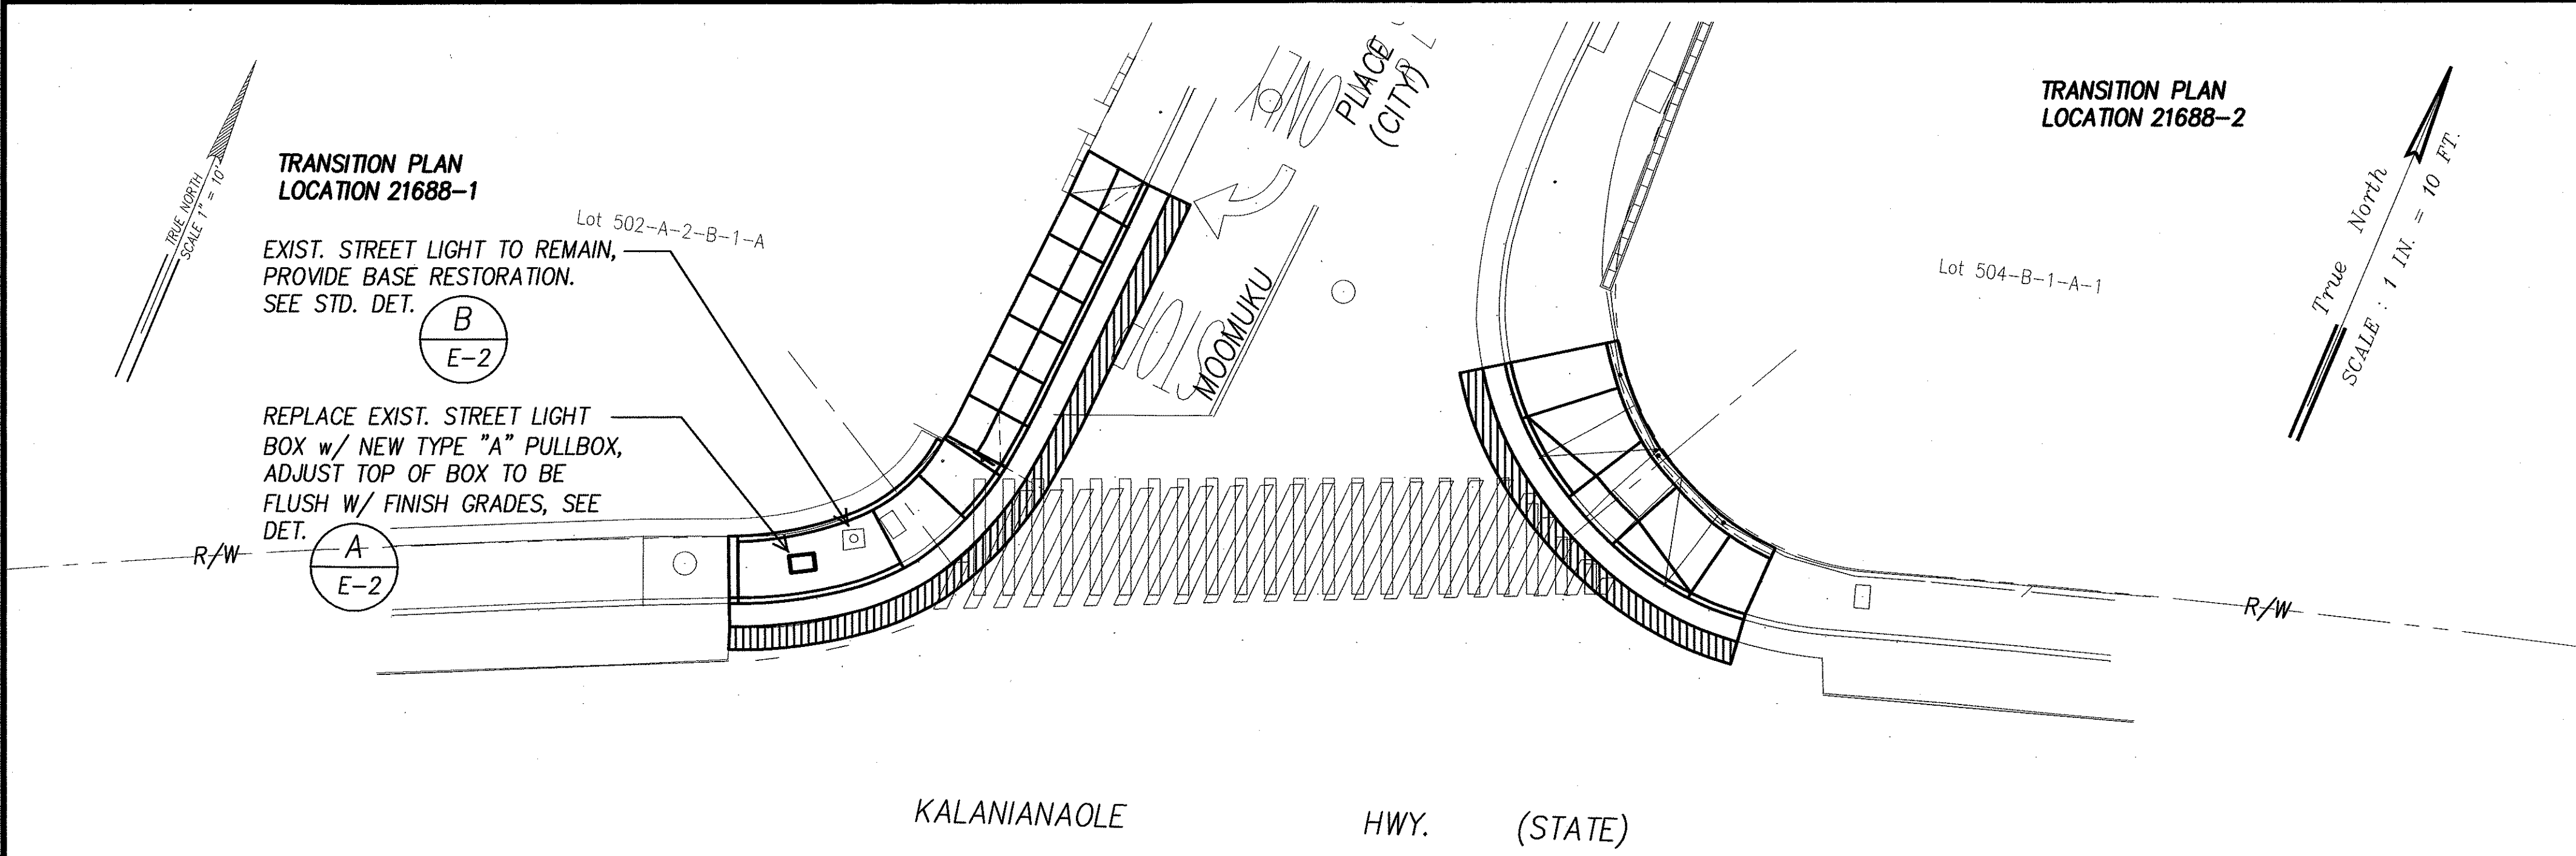 TRANSITION PLAN
LOCATION 21688-1
TRUE NORTH
SCALE 1" = 10'
Lot 502-A-2-B-1-A
EXIST. STREET LIGHT TO REMAIN,
PROVIDE BASE RESTORATION.
SEE STD. DET.
B
E-2
REPLACE EXIST. STREET LIGHT
BOX w/ NEW TYPE "A" PULLBOX,
ADJUST TOP OF BOX TO BE
FLUSH W/ FINISH GRADES, SEE
DET.
A
E-2
R/W
MOOMUKU
PLACE
(CITY)
TRANSITION PLAN
LOCATION 21688-2
True North
SCALE : 1 IN. = 10 FT.
Lot 504-B-1-A-1
R/W
KALANIANAOLE HWY. (STATE)